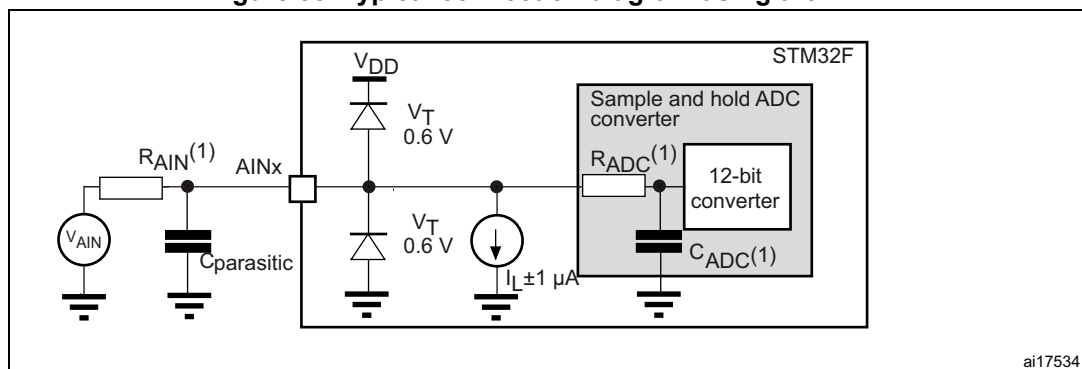 STM32F
VDD
VT
0.6 V
Sample and hold ADC
converter
RAIN(1)
AINx
RADC(1)
12-bit
converter
VAIN
Cparasitic
VT
0.6 V
IL±1 µA
CADC(1)
ai17534